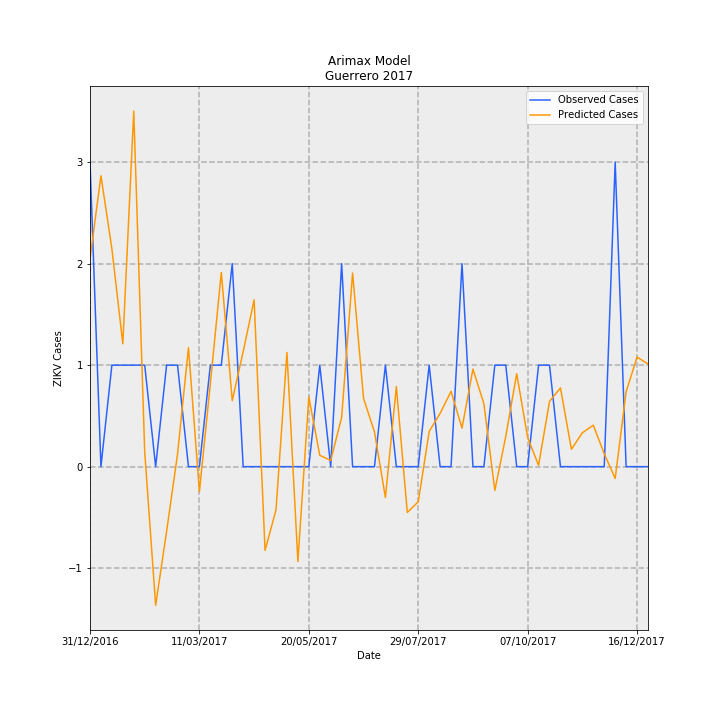 Arimax Model
Guerrero 2017
Observed Cases
Predicted Cases
3
2
1
0
−1
ZIKV Cases
31/12/2016
11/03/2017
20/05/2017
29/07/2017
07/10/2017
16/12/2017
Date